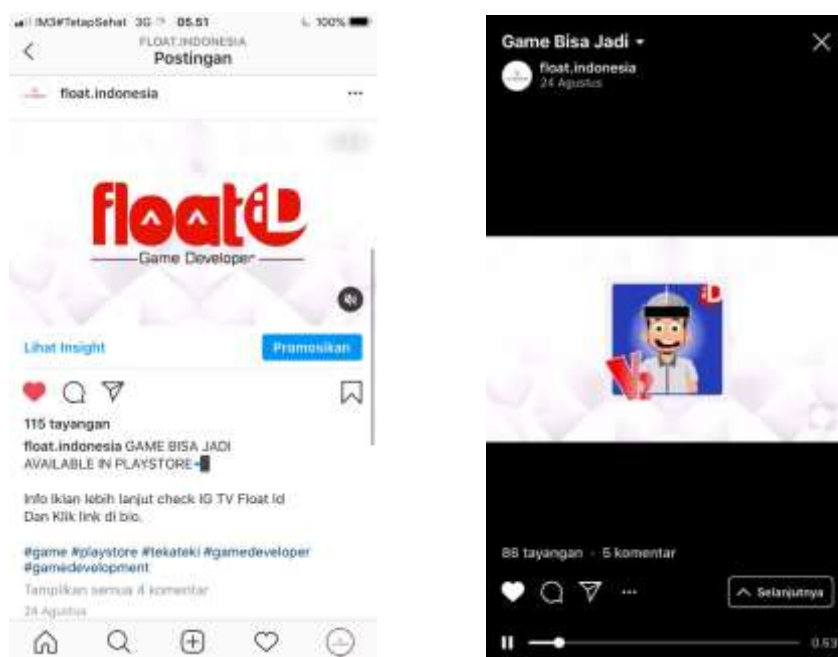 IM3#TetapSehat 3G 05.51 100%
FLOAT.INDONESIA
Postingan
float.indonesia
floatiD
Game Developer
Lihat Insight
Promosikan
115 tayangan
float.indonesia GAME BISA JADI
AVAILABLE IN PLAYSTORE
Info iklan lebih lanjut check IG TV Float Id
Dan Klik link di bio.
#game #playstore #tekateki #gamedeveloper
#gamedevelopment
Tampilkan semua 4 komentar
24 Agustus
Game Bisa Jadi
float.indonesia
24 Agustus
iD
V2
86 tayangan · 5 komentar
Selanjutnya
0.53